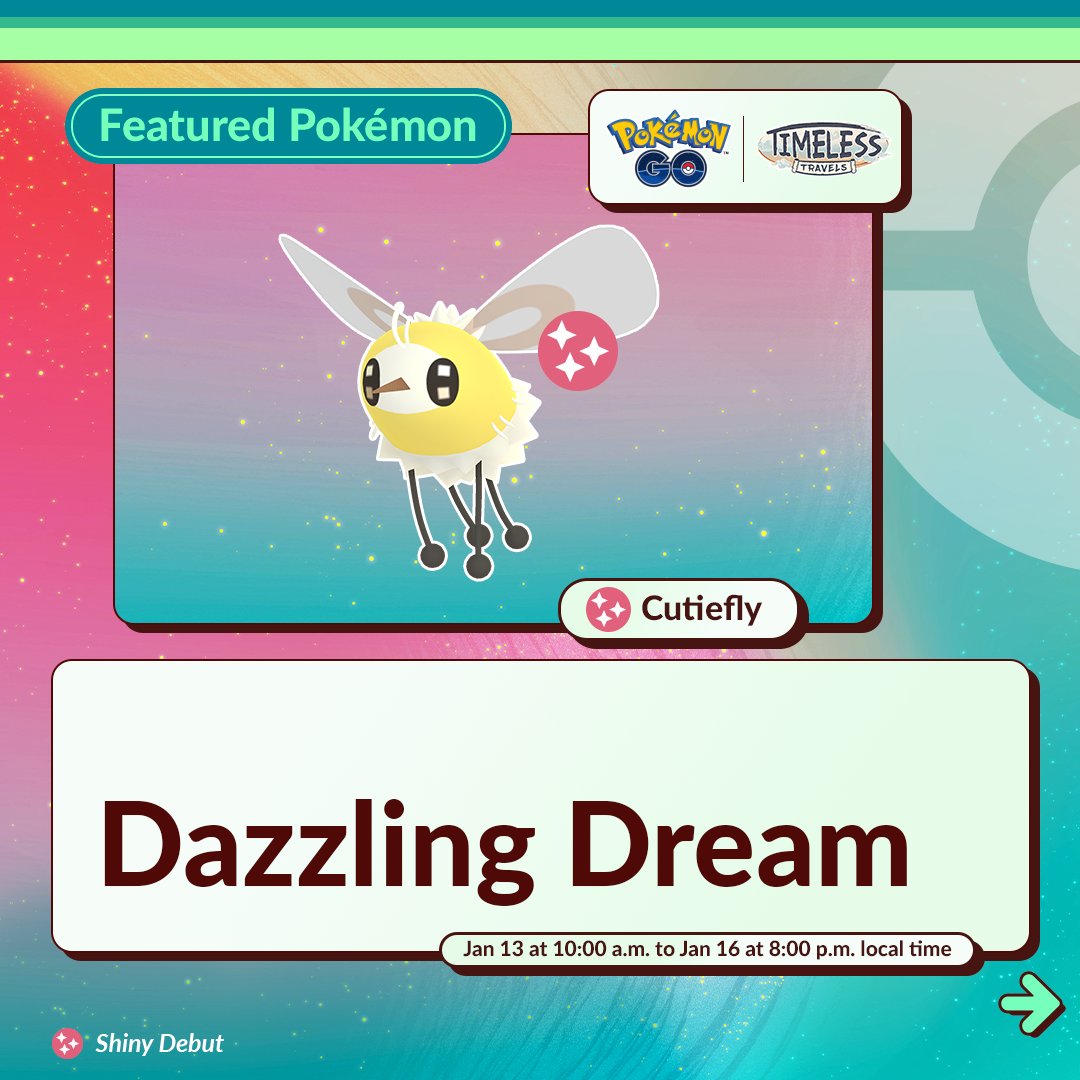 Featured Pokémon
POKÉMON
GO
TIMELESS
TRAVELS
Cutiefly
Dazzling Dream
Jan 13 at 10:00 a.m. to Jan 16 at 8:00 p.m. local time
Shiny Debut